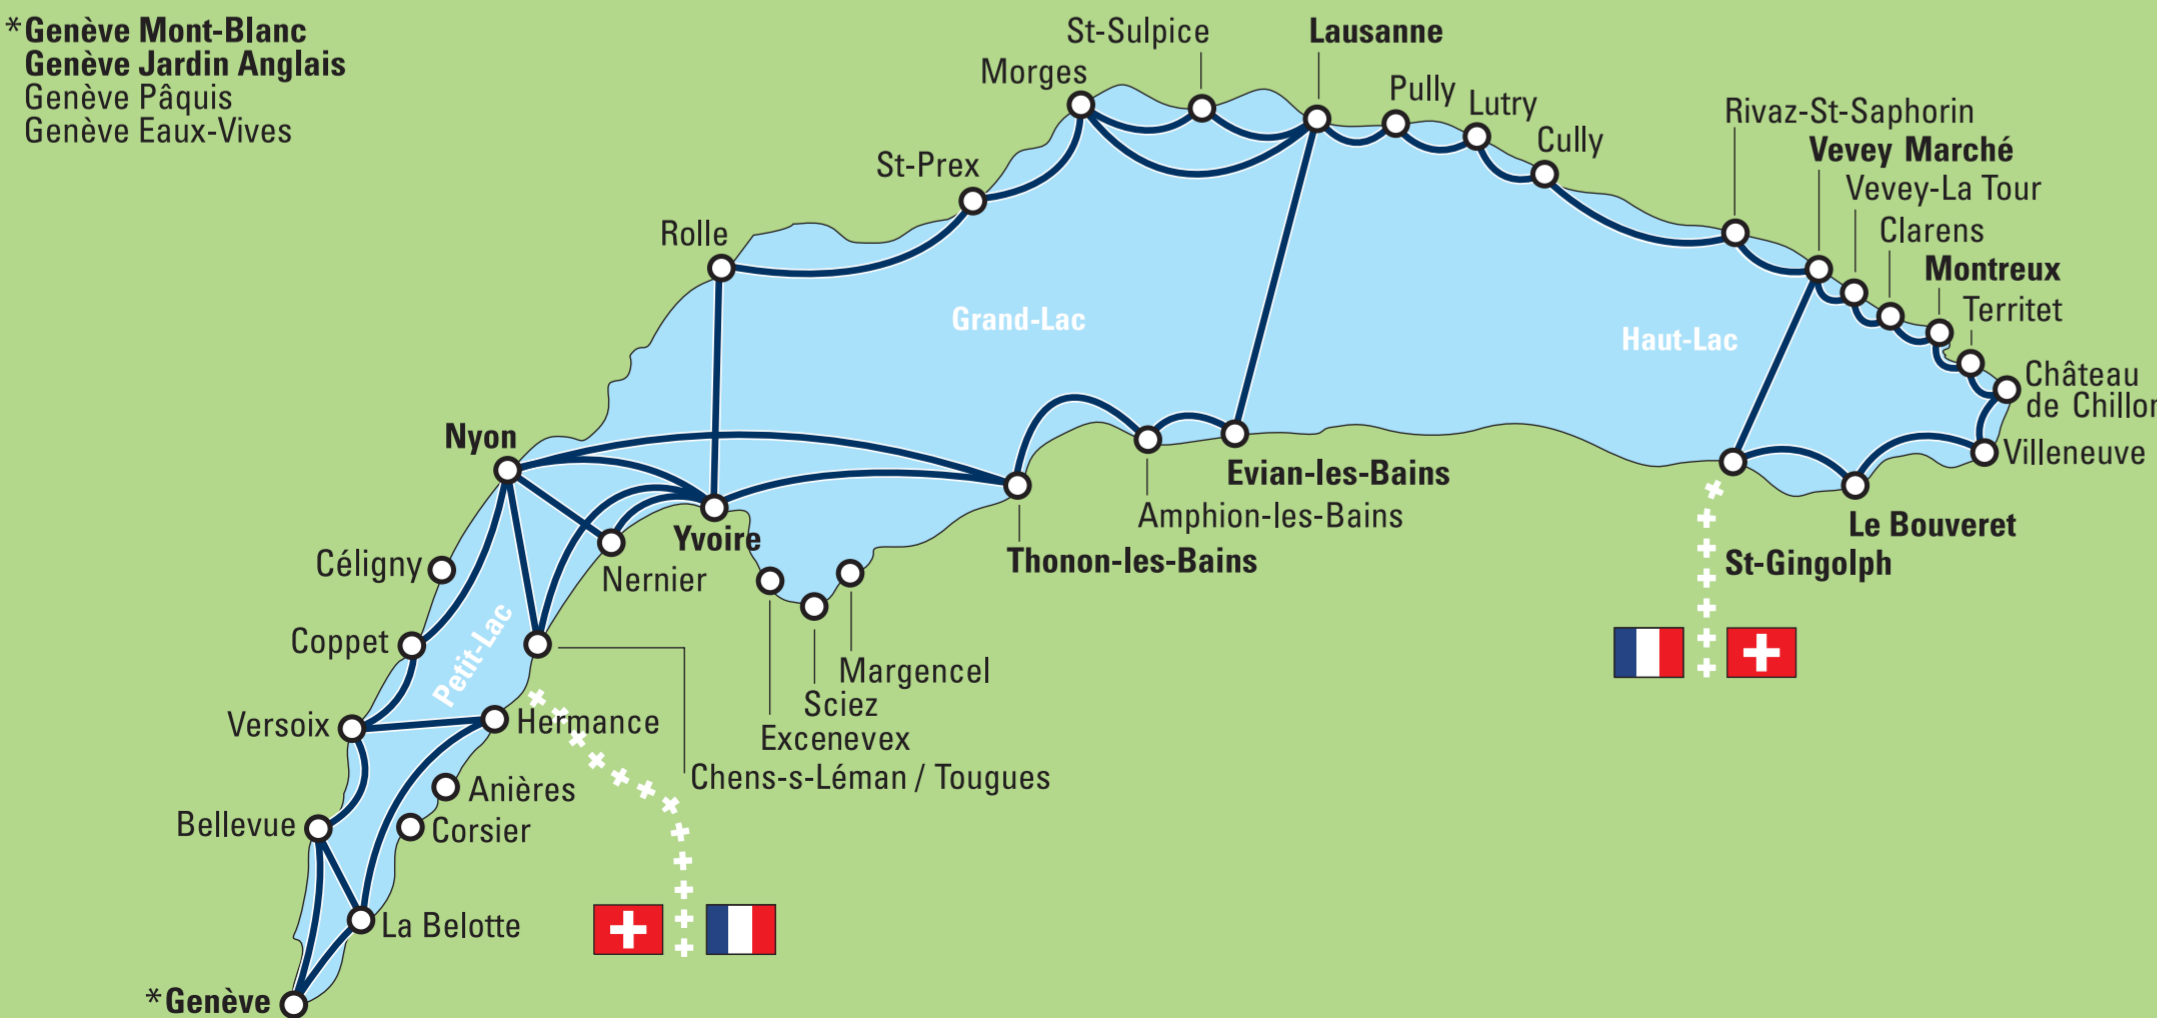 *Genève Mont-Blanc
Genève Jardin Anglais
Genève Pâquis
Genève Eaux-Vives
St-Sulpice
Lausanne
Morges
Pully
Lutry
Cully
Rivaz-St-Saphorin
Vevey Marché
Vevey-La Tour
Clarens
Montreux
Territet
Château
de Chillon
Villeneuve
St-Prex
Rolle
Grand-Lac
Haut-Lac
Nyon
Evian-les-Bains
Amphion-les-Bains
Le Bouveret
St-Gingolph
Yvoire
Thonon-les-Bains
Céligny
Nernier
Coppet
Petit-Lac
Margencel
Sciez
Excenevex
Chens-s-Léman / Tougues
Versoix
Hermance
Anières
Bellevue
Corsier
La Belotte
*Genève